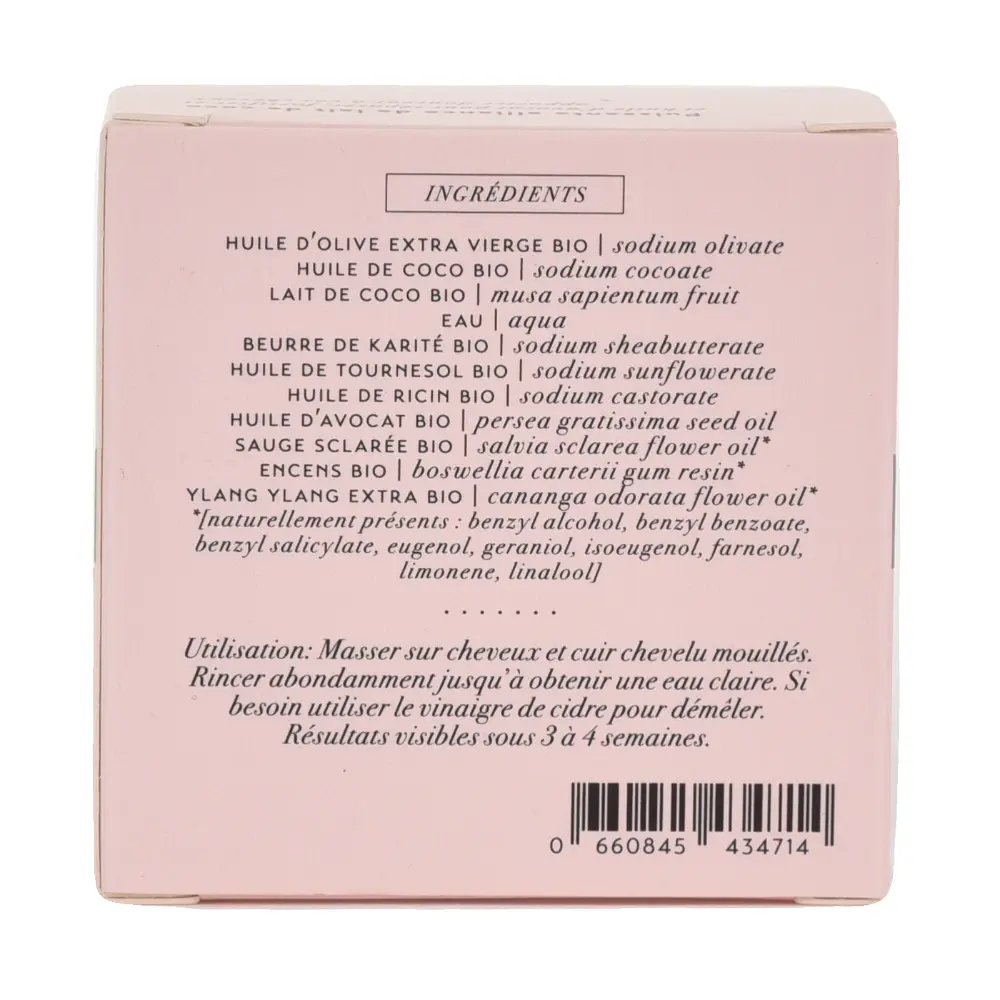 Puissante alliance de lait de coco
INGRÉDIENTS
HUILE D'OLIVE EXTRA VIERGE BIO | sodium olivate
HUILE DE COCO BIO | sodium cocoate
LAIT DE COCO BIO | musa sapientum fruit
EAU | aqua
BEURRE DE KARITÉ BIO | sodium sheabutterate
HUILE DE TOURNESOL BIO | sodium sunflowerate
HUILE DE RICIN BIO | sodium castorate
HUILE D'AVOCAT BIO | persea gratissima seed oil
SAUGE SCLARÉE BIO | salvia sclarea flower oil*
ENCENS BIO | boswellia carterii gum resin*
YLANG YLANG EXTRA BIO | cananga odorata flower oil*
*[naturellement présents : benzyl alcohol, benzyl benzoate,
benzyl salicylate, eugenol, geraniol, isoeugenol, farnesol,
limonene, linalool]
.......
Utilisation: Masser sur cheveux et cuir chevelu mouillés.
Rincer abondamment jusqu'à obtenir une eau claire. Si
besoin utiliser le vinaigre de cidre pour démêler.
Résultats visibles sous 3 à 4 semaines.
0 660845 434714